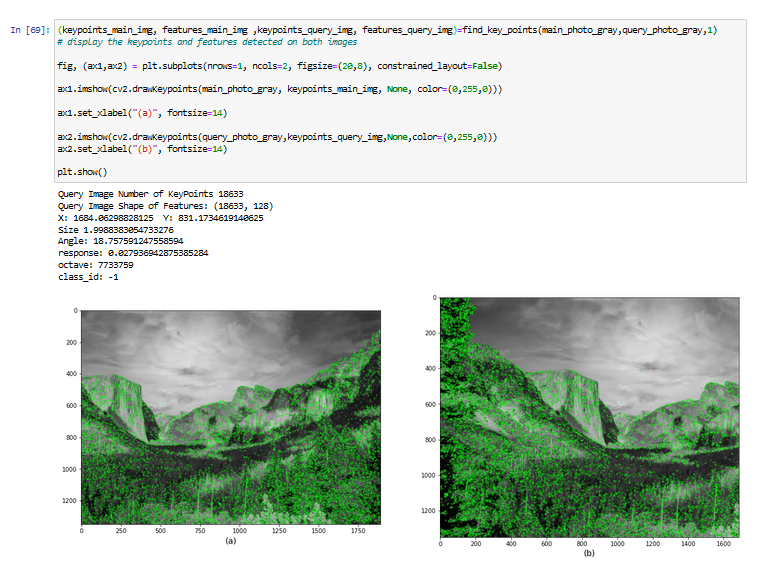 In [69]: (keypoints_main_img, features_main_img ,keypoints_query_img, features_query_img)=find_key_points(main_photo_gray,query_photo_gray,1)
# display the keypoints and features detected on both images
fig, (ax1,ax2) = plt.subplots(nrows=1, ncols=2, figsize=(20,8), constrained_layout=False)
ax1.imshow(cv2.drawKeypoints(main_photo_gray, keypoints_main_img, None, color=(0,255,0)))
ax1.set_xlabel("(a)", fontsize=14)
ax2.imshow(cv2.drawKeypoints(query_photo_gray,keypoints_query_img,None,color=(0,255,0)))
ax2.set_xlabel("(b)", fontsize=14)
plt.show()
Query Image Number of KeyPoints 18633
Query Image Shape of Features: (18633, 128)
X: 1684.06298828125  Y: 831.1734619140625
Size 1.9988383054733276
Angle: 18.757591247558594
response: 0.027936942875385284
octave: 7733759
class_id: -1
0
200
400
600
800
1000
1200
0 250 500 750 1000 1250 1500 1750
(a)
0
200
400
600
800
1000
1200
0 200 400 600 800 1000 1200 1400 1600
(b)